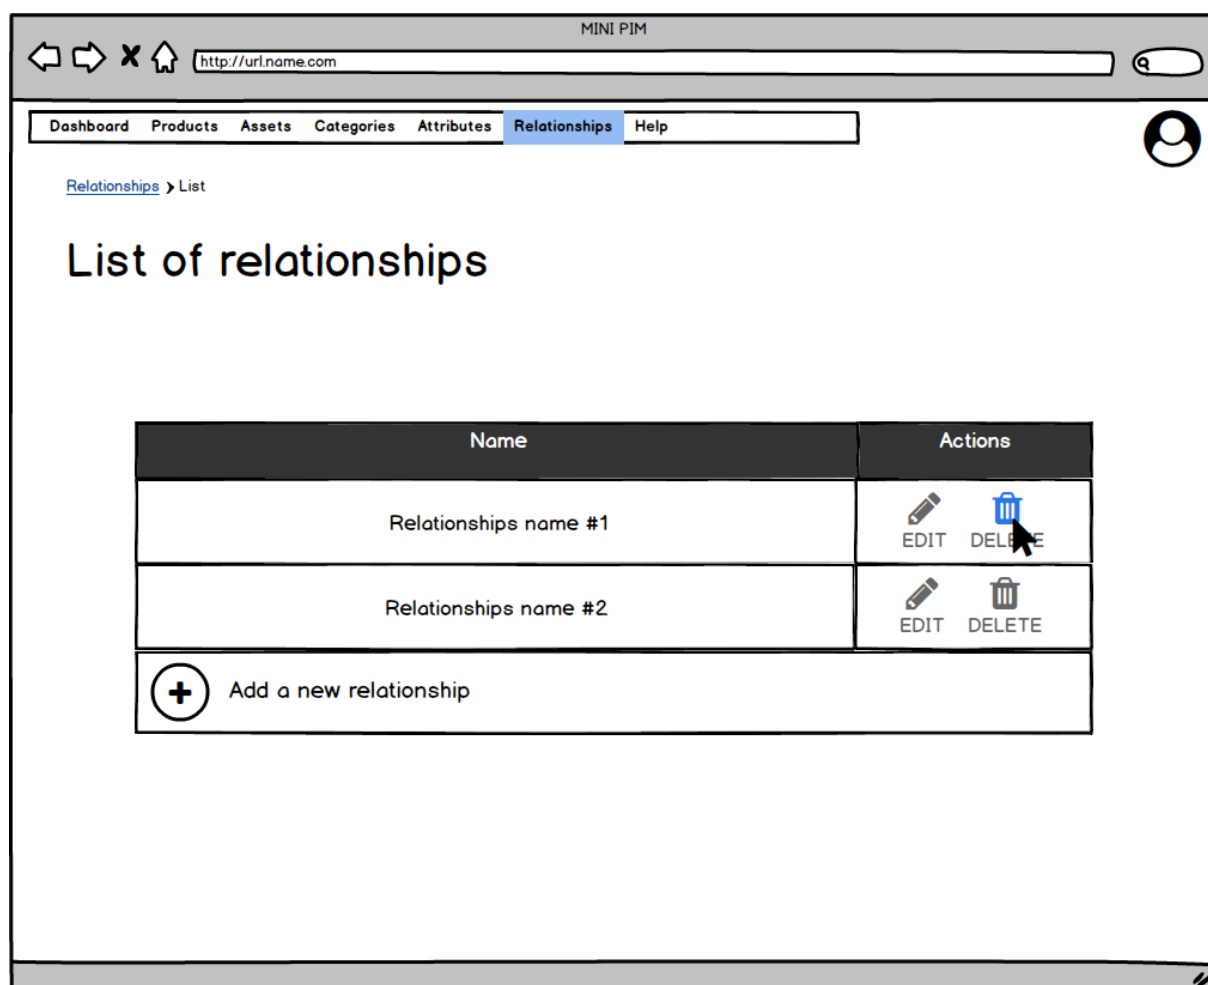 MINI PIM
http://url.name.com
Dashboard Products Assets Categories Attributes Relationships Help
Relationships List
List of relationships
Name Actions
Relationships name #1
EDIT DELETE
Relationships name #2
EDIT DELETE
Add a new relationship